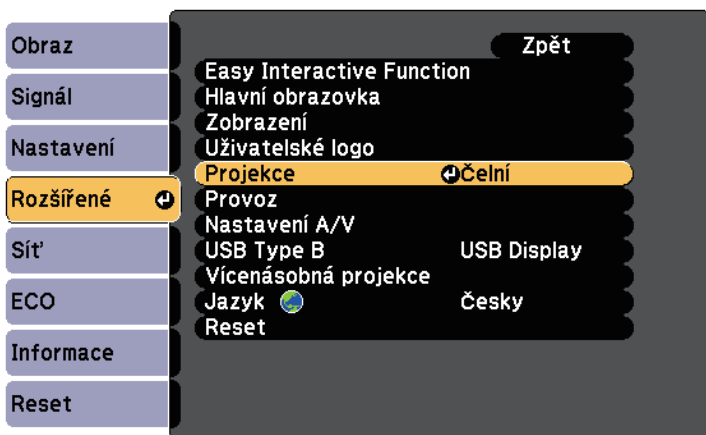 Obraz
Signál
Nastavení
Rozšířené
Síť
ECO
Informace
Reset
Zpět
Easy Interactive Function
Hlavní obrazovka
Zobrazení
Uživatelské logo
Projekce Čelní
Provoz
Nastavení A/V
USB Type B USB Display
Vícenásobná projekce
Jazyk Česky
Reset